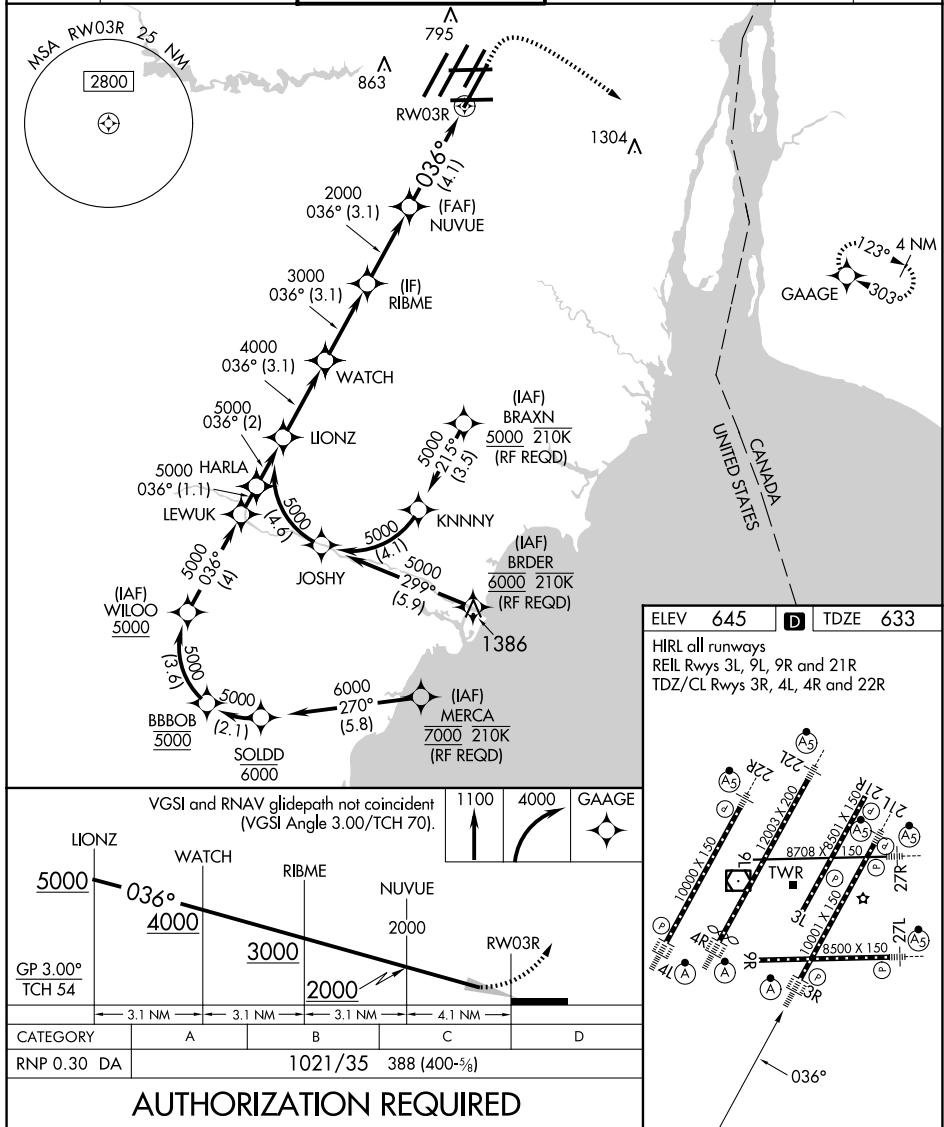 MSA RW03R 25 NM
2800
795
863
RW03R
1304
036°
(4.1)
2000
036° (3.1)
(FAF)
NUVUE
3000
036° (3.1)
(IF)
RIBME
4000
036° (3.1)
WATCH
5000
036° (2)
LIONZ
5000
036° (1.1)
HARLA
LEWUK
5000
036°
(4)
(IAF)
WILOO
5000
5000
(3.6)
BBBOB
5000
5000
(2.1)
SOLDD
6000
6000
270°
(5.8)
(IAF)
MERCA
7000 210K
(RF REQD)
(IAF)
BRAXN
5000 210K
(RF REQD)
5000
215°
(3.5)
KNNNY
5000
(4.1)
5000
(4.6)
JOSHY
5000
299°
(5.9)
(IAF)
BRDER
6000 210K
(RF REQD)
1386
123°
4 NM
303°
GAAGE
CANADA
UNITED STATES
VGSI and RNAV glidepath not coincident
(VGSI Angle 3.00/TCH 70).
1100
4000
GAAGE
LIONZ
WATCH
RIBME
NUVUE
RW03R
5000
036°
4000
3000
2000
2000
GP 3.00°
TCH 54
3.1 NM
3.1 NM
3.1 NM
4.1 NM
CATEGORY A B C D
RNP 0.30 DA 1021/35 388 (400-⅝)
AUTHORIZATION REQUIRED
ELEV 645 D TDZE 633
HIRL all runways
REIL Rwys 3L, 9L, 9R and 21R
TDZ/CL Rwys 3R, 4L, 4R and 22R
A5
22R
A5
22L
P
10000 X 150
12003 X 200
9L
8708 X 150
TWR
8501 X 150
21R
P
A5
21L
P
A5
P
27R
3L
P
10001 X 150
P
4L
A
4R
A
9R
8500 X 150
27L
A5
P
P
A
3R
036°